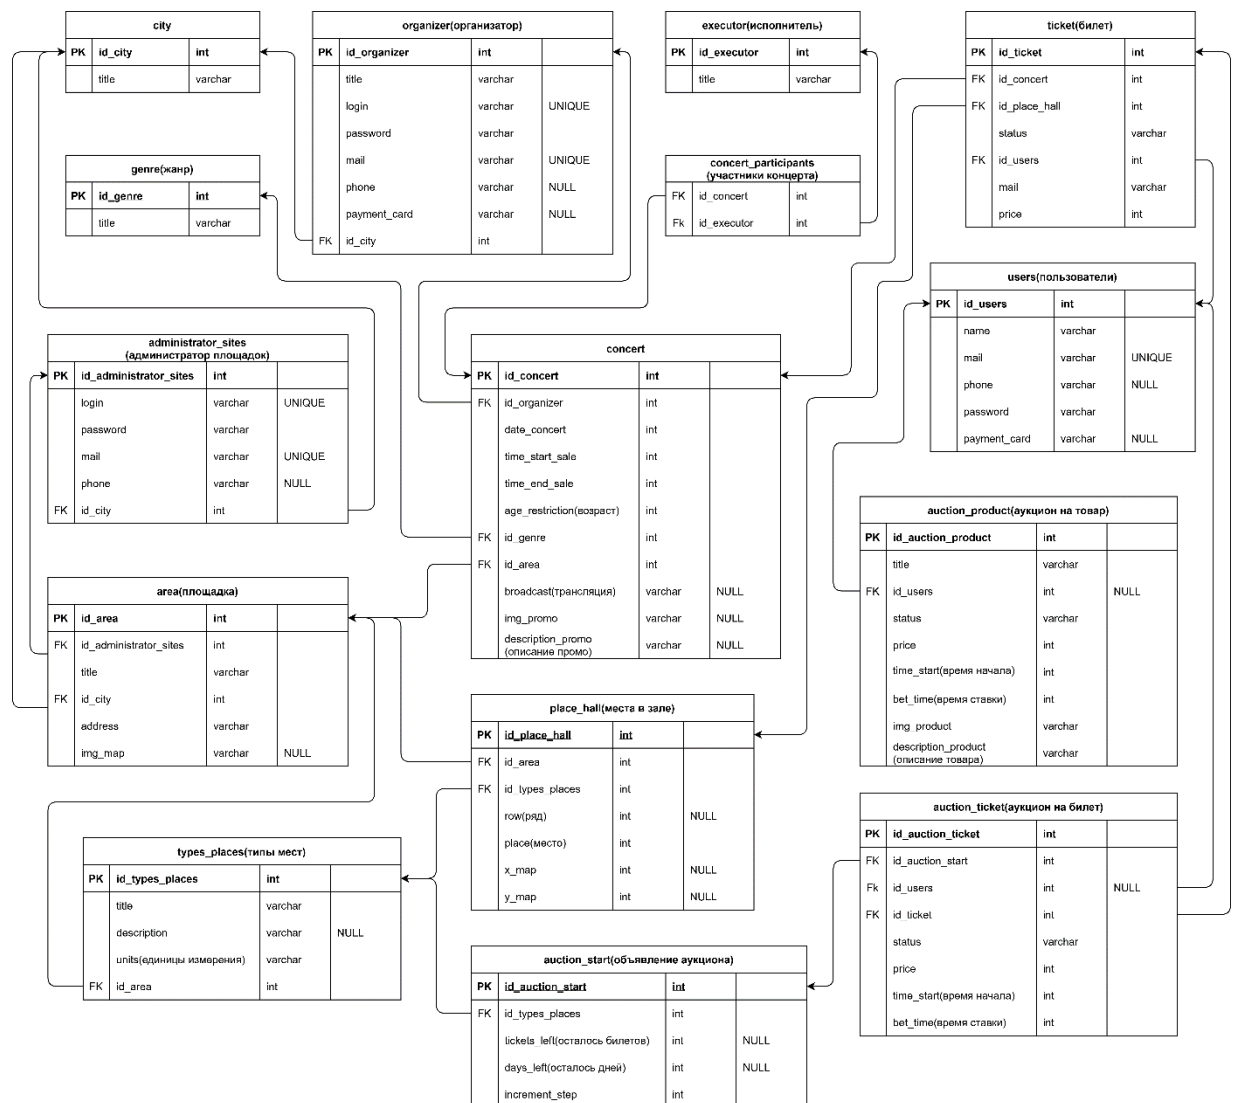 city
PK id_city int
title varchar
organizer(организатор)
PK id_organizer int
title varchar
login varchar UNIQUE
password varchar
mail varchar UNIQUE
phone varchar NULL
payment_card varchar NULL
FK id_city int
executor(исполнитель)
PK id_executor int
title varchar
ticket(билет)
PK id_ticket int
FK id_concert int
FK id_place_hall int
status varchar
FK id_users int
mail varchar
price int
genre(жанр)
PK id_genre int
title varchar
concert_participants
(участники концерта)
FK id_concert int
Fk id_executor int
users(пользователи)
PK id_users int
name varchar
mail varchar UNIQUE
phone varchar NULL
password varchar
payment_card varchar NULL
administrator_sites
(администратор площадок)
PK id_administrator_sites int
login varchar UNIQUE
password varchar
mail varchar UNIQUE
phone varchar NULL
FK id_city int
concert
PK id_concert int
FK id_organizer int
date_concert int
time_start_sale int
time_end_sale int
age_restriction(возраст) int
FK id_genre int
FK id_area int
broadcast(трансляция) varchar NULL
img_promo varchar NULL
description_promo
(описание промо) varchar NULL
auction_product(аукцион на товар)
PK id_auction_product int
title varchar
FK id_users int NULL
status varchar
price int
time_start(время начала) int
bet_time(время ставки) int
img_product varchar
description_product
(описание товара) varchar
area(площадка)
PK id_area int
FK id_administrator_sites int
title varchar
FK id_city int
address varchar
img_map varchar NULL
place_hall(места в зале)
PK id_place_hall int
FK id_area int
FK id_types_places int
row(ряд) int NULL
place(место) int
x_map int NULL
y_map int NULL
auction_ticket(аукцион на билет)
PK id_auction_ticket int
FK id_auction_start int
Fk id_users int NULL
FK id_ticket int
status varchar
price int
time_start(время начала) int
bet_time(время ставки) int
types_places(типы мест)
PK id_types_places int
title varchar
description varchar NULL
units(единицы измерения) varchar
FK id_area int
auction_start(объявление аукциона)
PK id_auction_start int
FK id_types_places int
tickets_left(осталось билетов) int NULL
days_left(осталось дней) int NULL
increment_step int